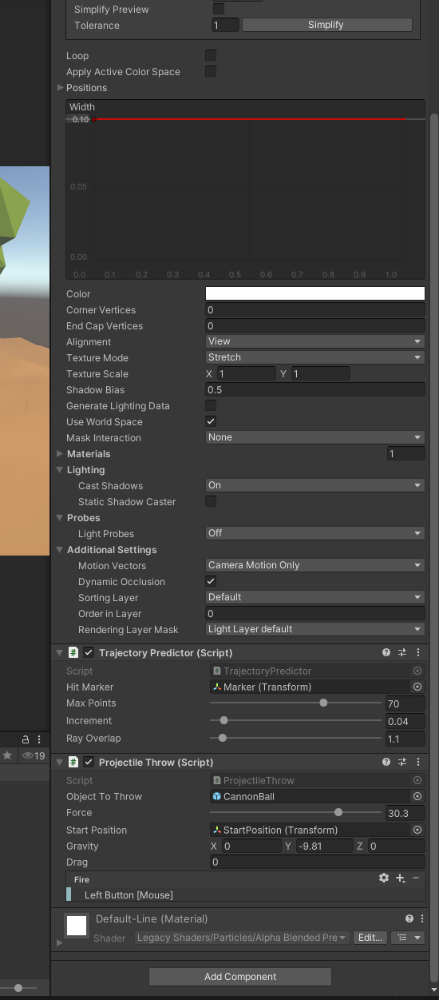 Simplify Preview
Tolerance 1 Simplify
Loop
Apply Active Color Space
Positions
Width
0.10
0.05
0.00
0.0 0.1 0.2 0.3 0.4 0.5 0.6 0.7 0.8 0.9 1.0
Color
Corner Vertices 0
End Cap Vertices 0
Alignment View
Texture Mode Stretch
Texture Scale X 1 Y 1
Shadow Bias 0.5
Generate Lighting Data
Use World Space
Mask Interaction None
Materials 1
Lighting
Cast Shadows On
Static Shadow Caster
Probes
Light Probes Off
Additional Settings
Motion Vectors Camera Motion Only
Dynamic Occlusion
Sorting Layer Default
Order in Layer 0
Rendering Layer Mask Light Layer default
# Trajectory Predictor (Script)
Script TrajectoryPredictor
Hit Marker Marker (Transform)
Max Points 70
Increment 0.04
Ray Overlap 1.1
19
# Projectile Throw (Script)
Script ProjectileThrow
Object To Throw CannonBall
Force 30.3
Start Position StartPosition (Transform)
Gravity X 0 Y -9.81 Z 0
Drag 0
Fire
Left Button [Mouse]
Default-Line (Material)
Shader Legacy Shaders/Particles/Alpha Blended Pre Edit...
Add Component